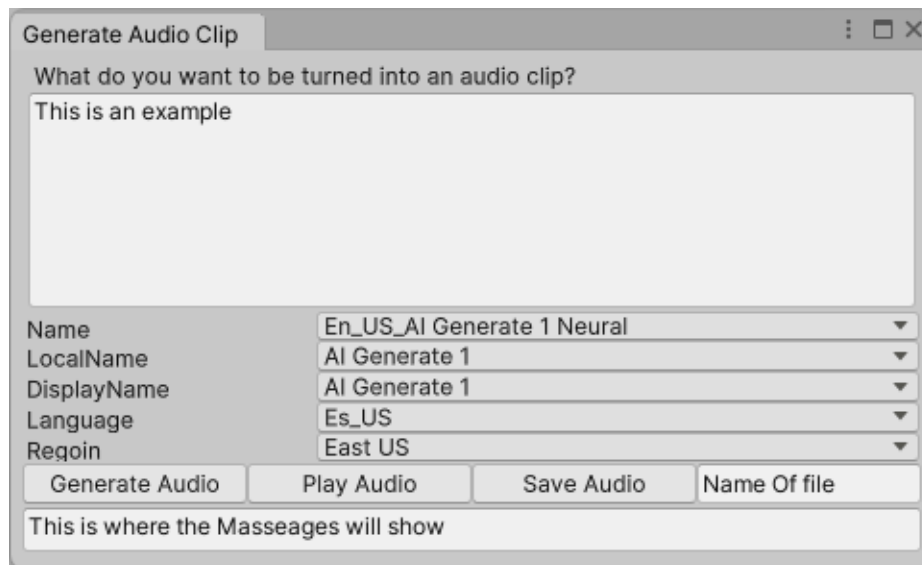 Generate Audio Clip
What do you want to be turned into an audio clip?
This is an example
Name En_US_AI Generate 1 Neural
LocalName AI Generate 1
DisplayName AI Generate 1
Language Es_US
Regoin East US
Generate Audio Play Audio Save Audio Name Of file
This is where the Masseages will show